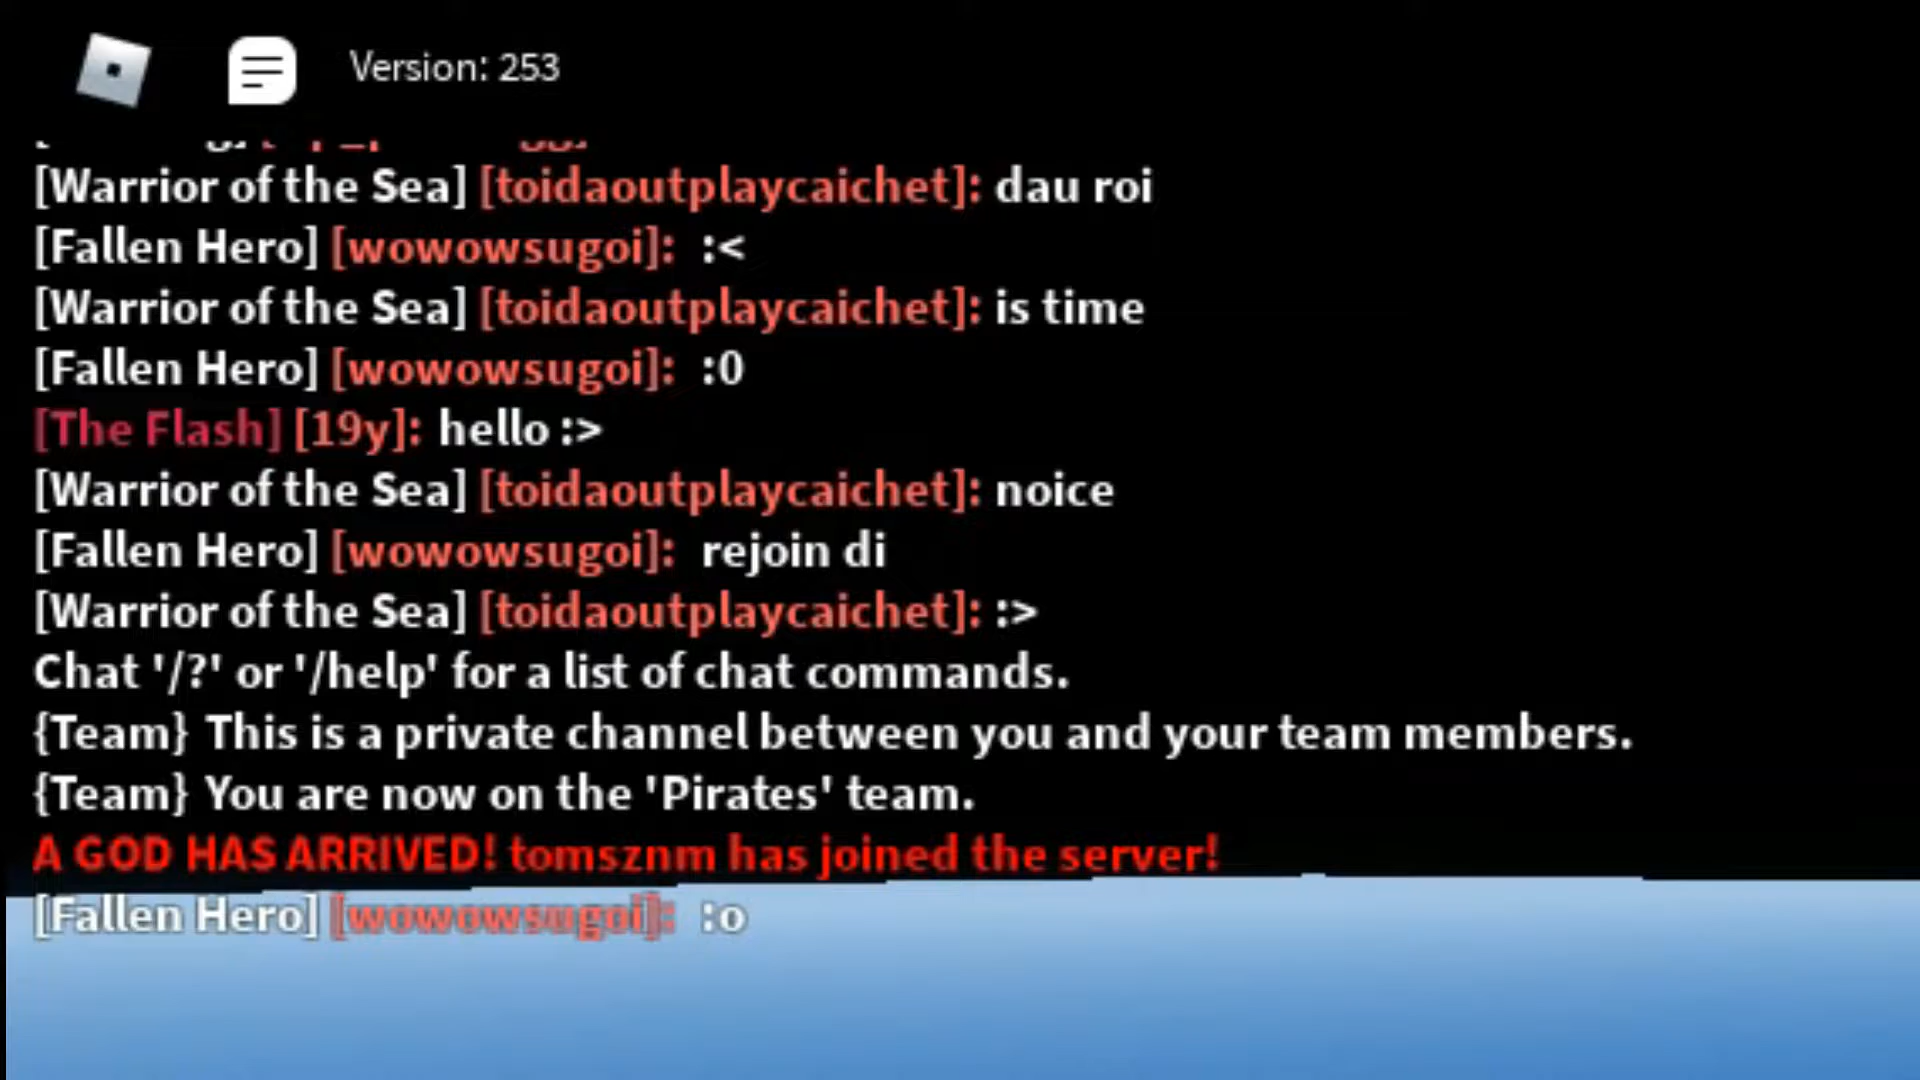 Version: 253
[Warrior of the Sea] [toidaoutplaycaichet]: dau roi
[Fallen Hero] [wowowsugoi]: :<
[Warrior of the Sea] [toidaoutplaycaichet]: is time
[Fallen Hero] [wowowsugoi]: :0
[The Flash] [19y]: hello :>
[Warrior of the Sea] [toidaoutplaycaichet]: noice
[Fallen Hero] [wowowsugoi]: rejoin di
[Warrior of the Sea] [toidaoutplaycaichet]: :>
Chat '/?' or '/help' for a list of chat commands.
{Team} This is a private channel between you and your team members.
{Team} You are now on the 'Pirates' team.
A GOD HAS ARRIVED! tomsznm has joined the server!
[Fallen Hero] [wowowsugoi]: :o